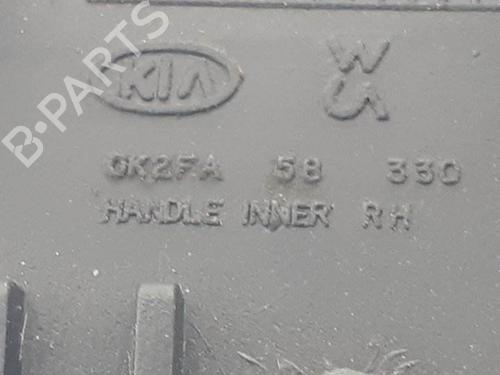 B-PARTS
KIA
0K2FA 58 330
HANDLE INNER RH